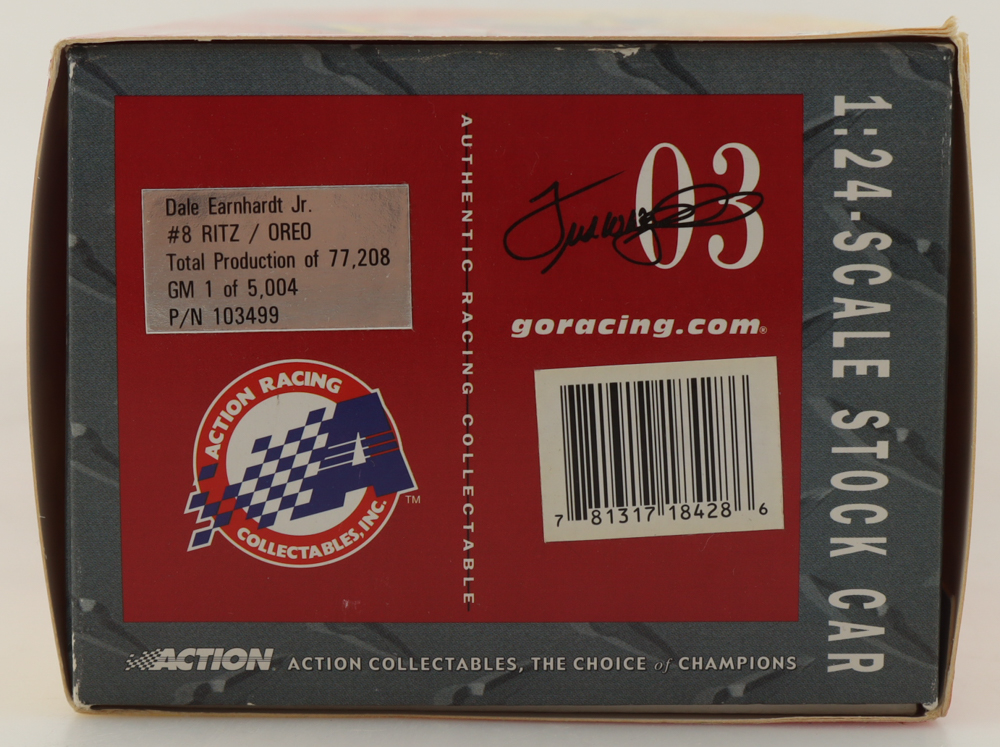 Dale Earnhardt Jr.
#8 RITZ / OREO
Total Production of 77,208
GM 1 of 5,004
P/N 103499
ACTION RACING
COLLECTABLES, INC.
TM
AUTHENTIC RACING COLLECTABLE
03
goracing.com®
7 81317 18428 6
1:24-SCALE STOCK CAR
ACTION ACTION COLLECTABLES, THE CHOICE of CHAMPIONS